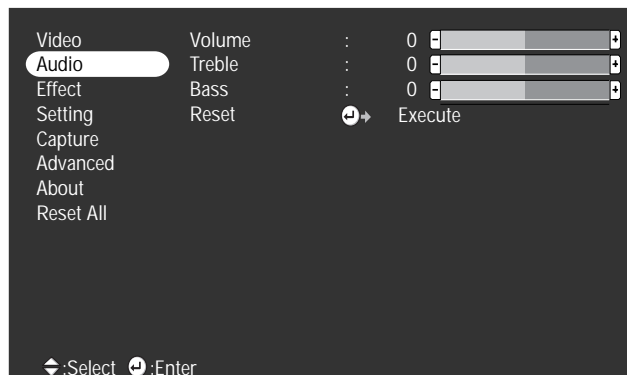 Video Volume : 0 - +
Audio Treble : 0 - +
Effect Bass : 0 - +
Setting Reset Execute
Capture
Advanced
About
Reset All
:Select :Enter